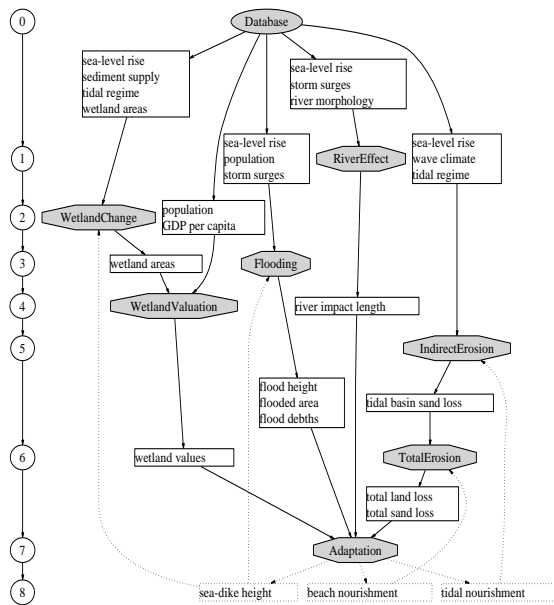 0
Database
sea-level rise
sediment supply
tidal regime
wetland areas
sea-level rise
storm surges
river morphology
sea-level rise
population
storm surges
sea-level rise
wave climate
tidal regime
1
RiverEffect
2
WetlandChange
population
GDP per capita
3
wetland areas
Flooding
4
WetlandValuation
river impact length
5
IndirectErosion
flood height
flooded area
flood debths
tidal basin sand loss
6
wetland values
TotalErosion
total land loss
total sand loss
7
Adaptation
8
sea-dike height
beach nourishment
tidal nourishment